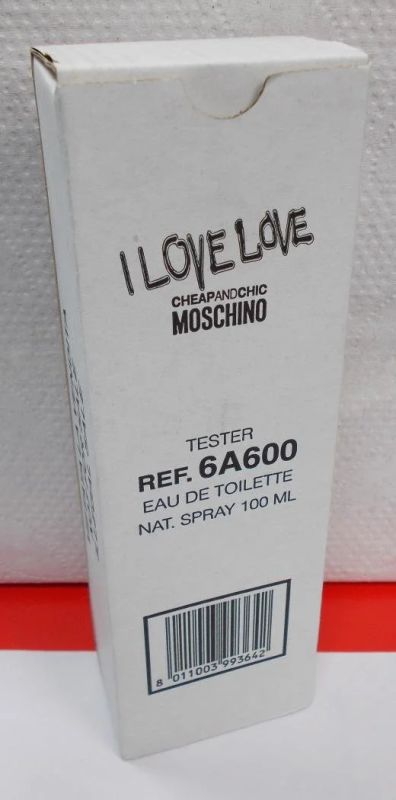 I LOVE LOVE
CHEAPANDCHIC
MOSCHINO
TESTER
REF. 6A600
EAU DE TOILETTE
NAT. SPRAY 100 ML
8 011003 993642